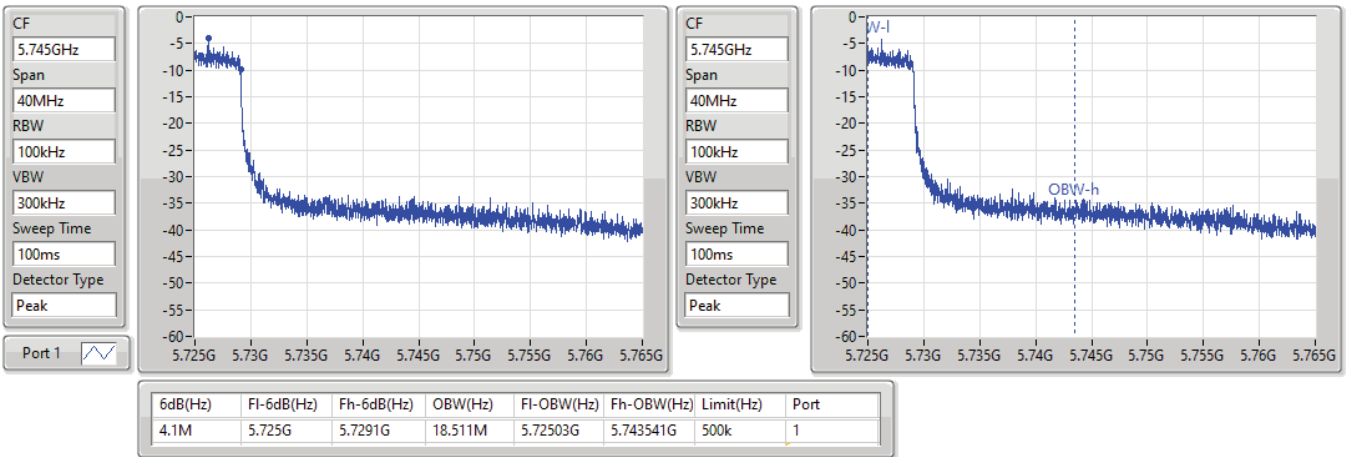 CF
5.745GHz
Span
40MHz
RBW
100kHz
VBW
300kHz
Sweep Time
100ms
Detector Type
Peak
Port 1
0-
-5-
-10-
-15-
-20-
-25-
-30-
-35-
-40-
-45-
-50-
-55-
-60-
5.725G 5.73G 5.735G 5.74G 5.745G 5.75G 5.755G 5.76G 5.765G
CF
5.745GHz
Span
40MHz
RBW
100kHz
VBW
300kHz
Sweep Time
100ms
Detector Type
Peak
0-
-5-
-10-
-15-
-20-
-25-
-30-
-35-
-40-
-45-
-50-
-55-
-60-
W-l
OBW-h
5.725G 5.73G 5.735G 5.74G 5.745G 5.75G 5.755G 5.76G 5.765G
6dB(Hz) Fl-6dB(Hz) Fh-6dB(Hz) OBW(Hz) Fl-OBW(Hz) Fh-OBW(Hz) Limit(Hz) Port
4.1M 5.725G 5.7291G 18.511M 5.72503G 5.743541G 500k 1